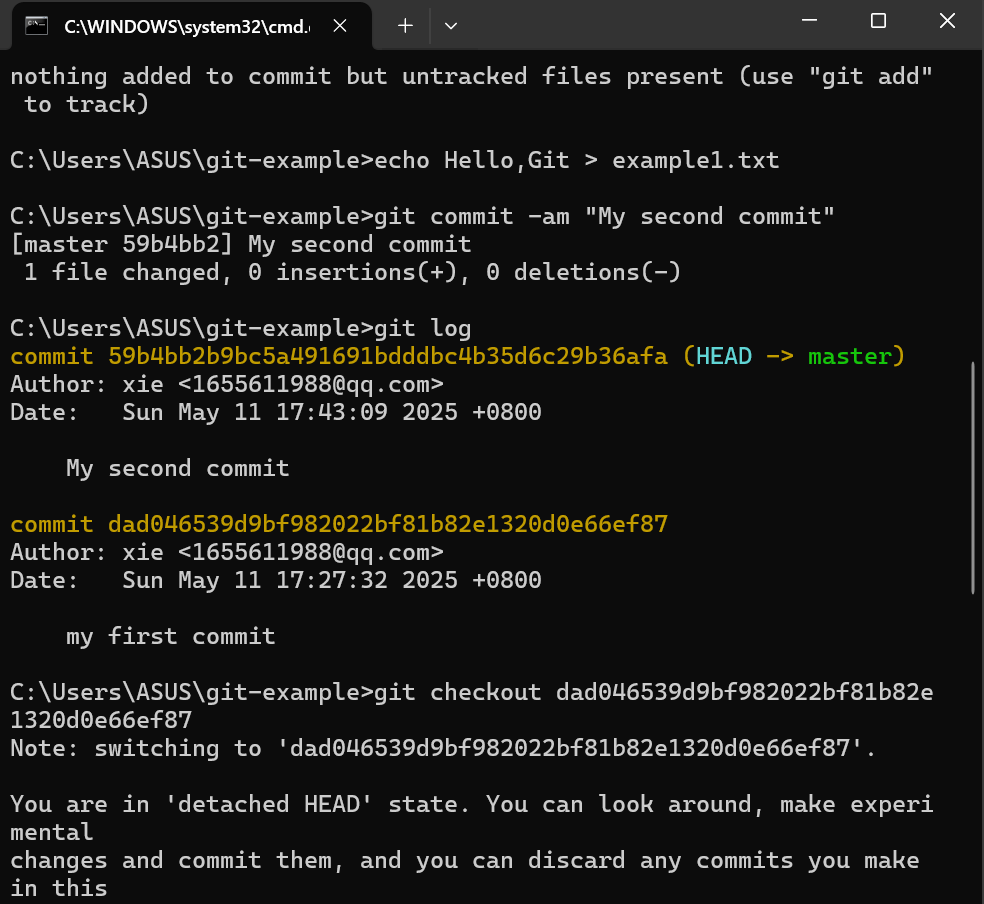 C:\WINDOWS\system32\cmd.
nothing added to commit but untracked files present (use "git add"
 to track)
C:\Users\ASUS\git-example>echo Hello,Git > example1.txt
C:\Users\ASUS\git-example>git commit -am "My second commit"
[master 59b4bb2] My second commit
 1 file changed, 0 insertions(+), 0 deletions(-)
C:\Users\ASUS\git-example>git log
commit 59b4bb2b9bc5a491691bdddbc4b35d6c29b36afa (HEAD -> master)
Author: xie <1655611988@qq.com>
Date:   Sun May 11 17:43:09 2025 +0800
    My second commit
commit dad046539d9bf982022bf81b82e1320d0e66ef87
Author: xie <1655611988@qq.com>
Date:   Sun May 11 17:27:32 2025 +0800
    my first commit
C:\Users\ASUS\git-example>git checkout dad046539d9bf982022bf81b82e
1320d0e66ef87
Note: switching to 'dad046539d9bf982022bf81b82e1320d0e66ef87'.
You are in 'detached HEAD' state. You can look around, make experi
mental
changes and commit them, and you can discard any commits you make
in this